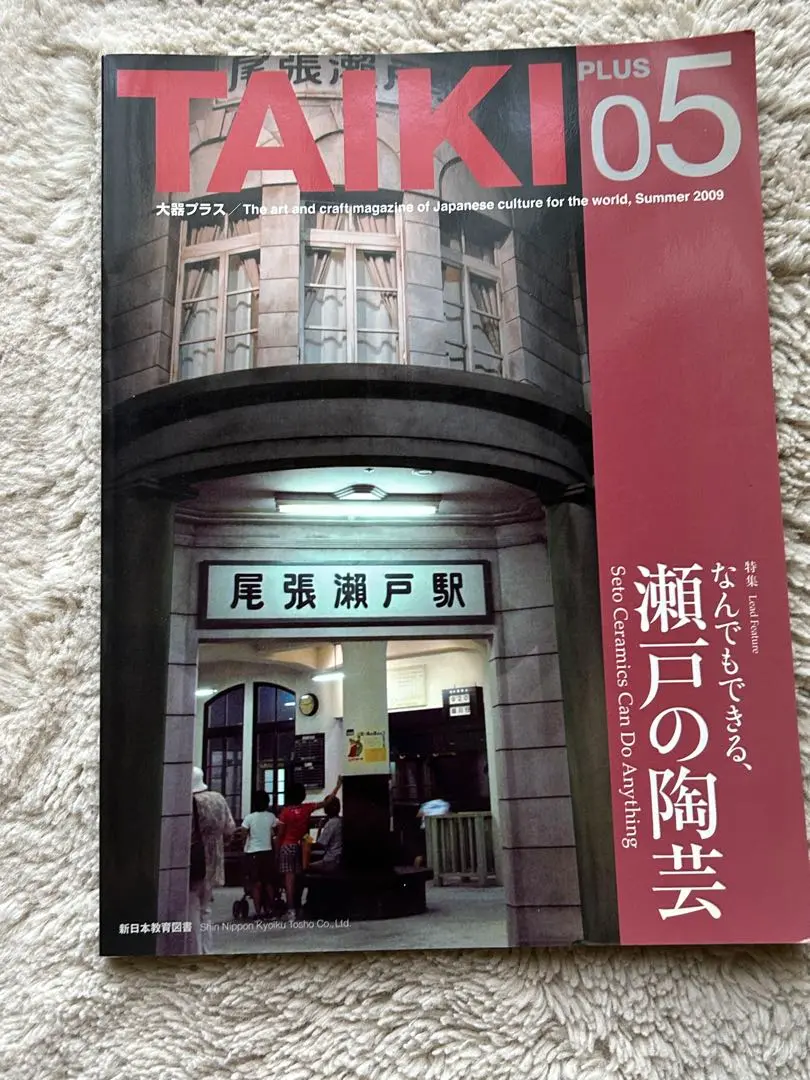 尾張瀬戸
TAIKI
PLUS
05
大器プラス／The art and craft magazine of Japanese culture for the world, Summer 2009
尾張瀬戸駅
特集 Lead Feature
なんでもできる、
瀬戸の陶芸
Seto Ceramics Can Do Anything
新日本教育図書 Shin Nippon Kyoiku Tosho Co.,Ltd.